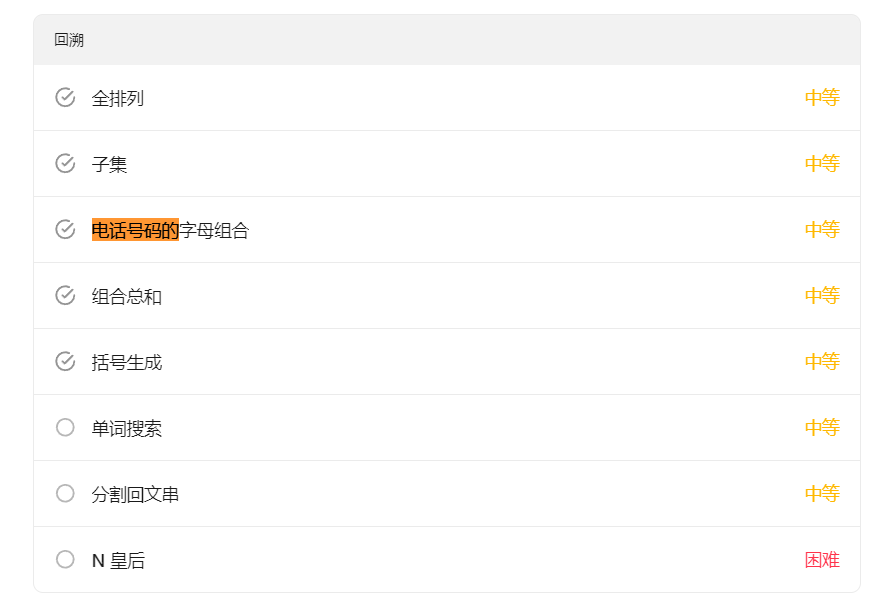 回溯
全排列 中等
子集 中等
电话号码的字母组合 中等
组合总和 中等
括号生成 中等
单词搜索 中等
分割回文串 中等
N 皇后 困难